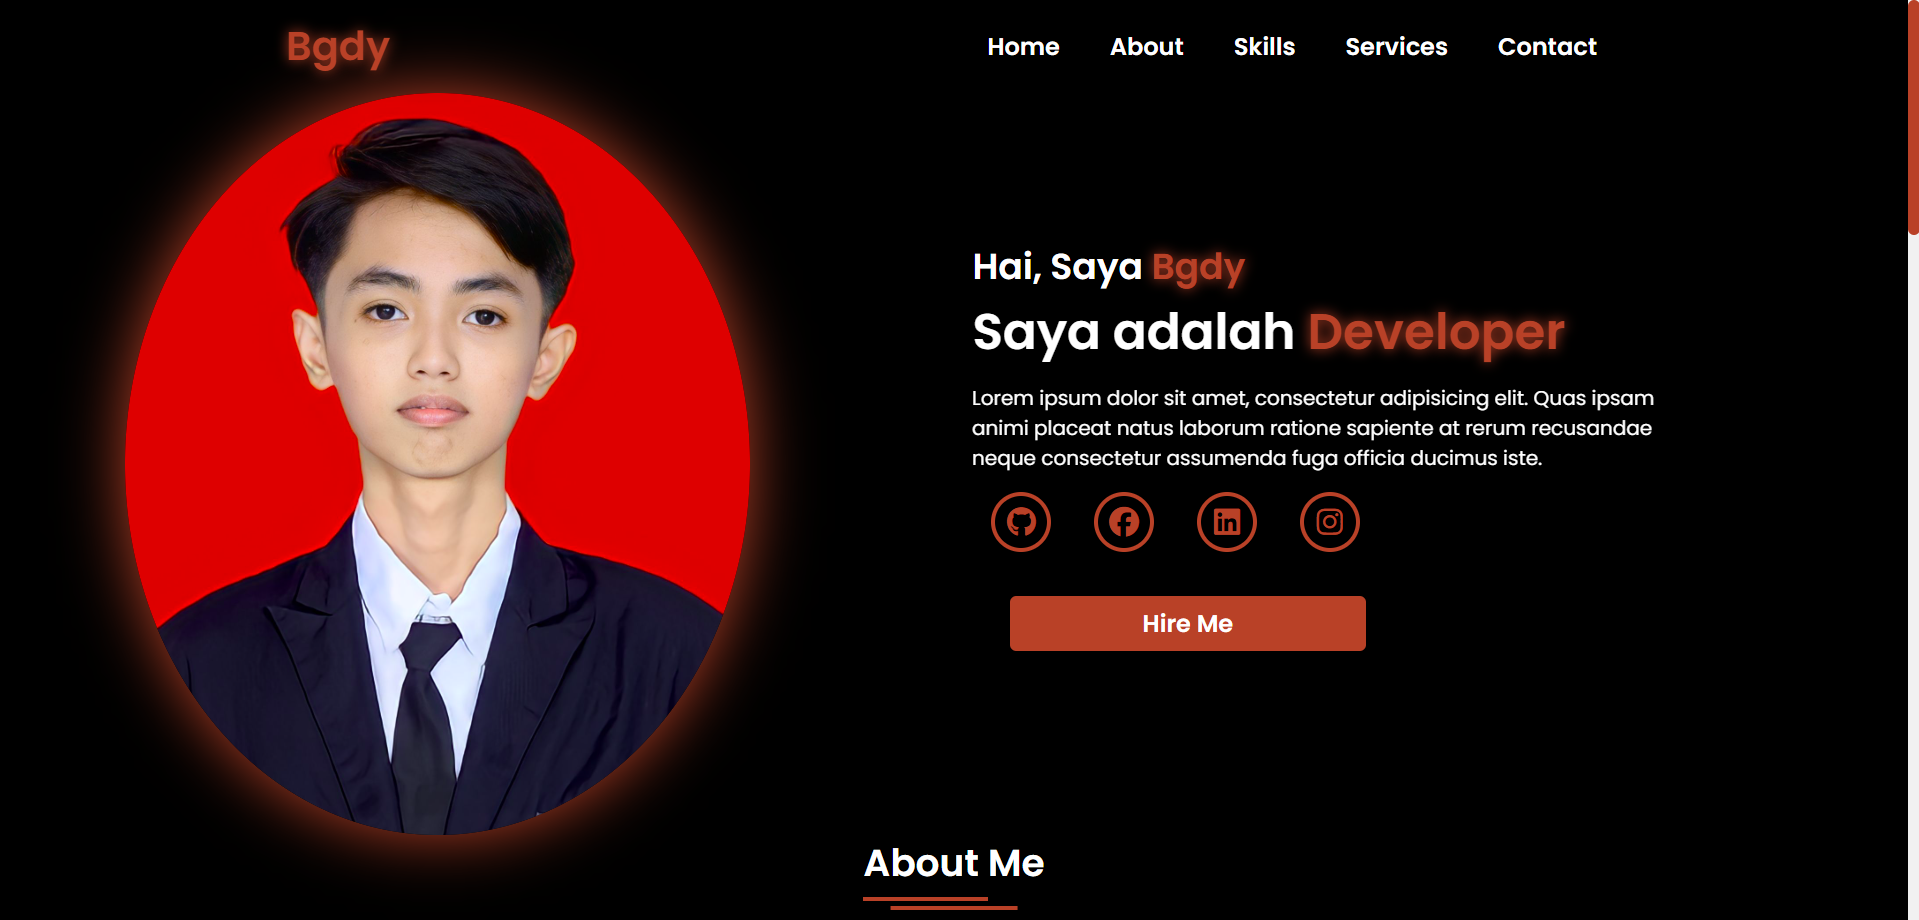 Bgdy
Home About Skills Services Contact
Hai, Saya Bgdy
Saya adalah Developer
Lorem ipsum dolor sit amet, consectetur adipisicing elit. Quas ipsam
animi placeat natus laborum ratione sapiente at rerum recusandae
neque consectetur assumenda fuga officia ducimus iste.
in
Hire Me
About Me